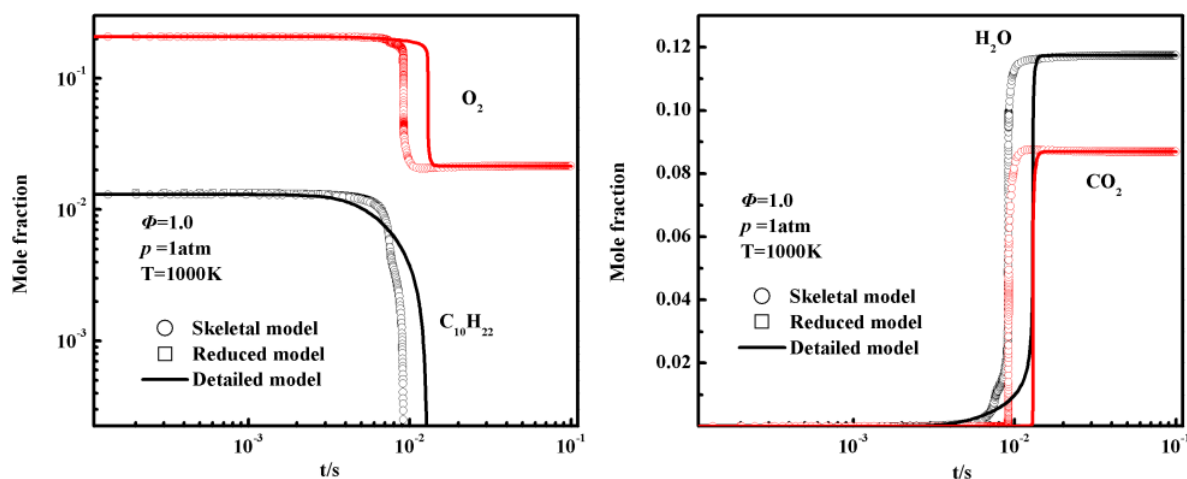 10⁻¹
10⁻²
10⁻³
Mole fraction
O₂
C₁₀H₂₂
Φ=1.0
p =1atm
T=1000K
Skeletal model
Reduced model
Detailed model
10⁻³
10⁻²
10⁻¹
t/s
0.12
0.10
0.08
0.06
0.04
0.02
Mole fraction
H₂O
CO₂
Φ=1.0
p =1atm
T=1000K
Skeletal model
Reduced model
Detailed model
10⁻³
10⁻²
10⁻¹
t/s